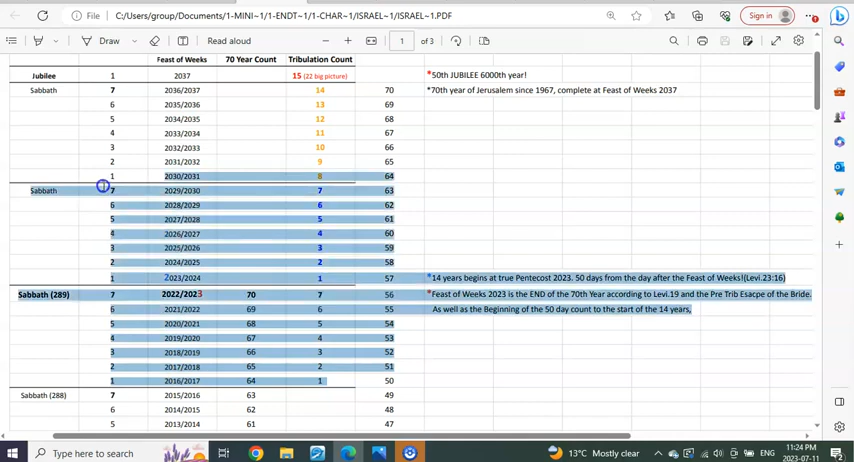 File | C:/Users/group/Documents/1-MINI~1/1-ENDT~1/1-CHAR~1/ISRAEL~1/ISRAEL~1.PDF
Sign in
Draw
Read aloud
1 of 3
Feast of Weeks 70 Year Count Tribulation Count
Jubilee 1 2037 15 (22 big picture) *50th JUBILEE 6000th year!
Sabbath 7 2036/2037 14 70 *70th year of Jerusalem since 1967, complete at Feast of Weeks 2037
6 2035/2036 13 69
5 2034/2035 12 68
4 2033/2034 11 67
3 2032/2033 10 66
2 2031/2032 9 65
1 2030/2031 8 64
Sabbath 7 2029/2030 7 63
6 2028/2029 6 62
5 2027/2028 5 61
4 2026/2027 4 60
3 2025/2026 3 59
2 2024/2025 2 58
1 2023/2024 1 57 *14 years begins at true Pentecost 2023. 50 days from the day after the Feast of Weeks!(Levi.23:16)
Sabbath (289) 7 2022/2023 70 7 56 *Feast of Weeks 2023 is the END of the 70th Year according to Levi.19 and the Pre Trib Esacpe of the Bride.
6 2021/2022 69 6 55 As well as the Beginning of the 50 day count to the start of the 14 years,
5 2020/2021 68 5 54
4 2019/2020 67 4 53
3 2018/2019 66 3 52
2 2017/2018 65 2 51
1 2016/2017 64 1 50
Sabbath (288) 7 2015/2016 63 49
6 2014/2015 62 48
5 2013/2014 61 47
Type here to search
13°C Mostly clear
ENG
11:24 PM
2023-07-11